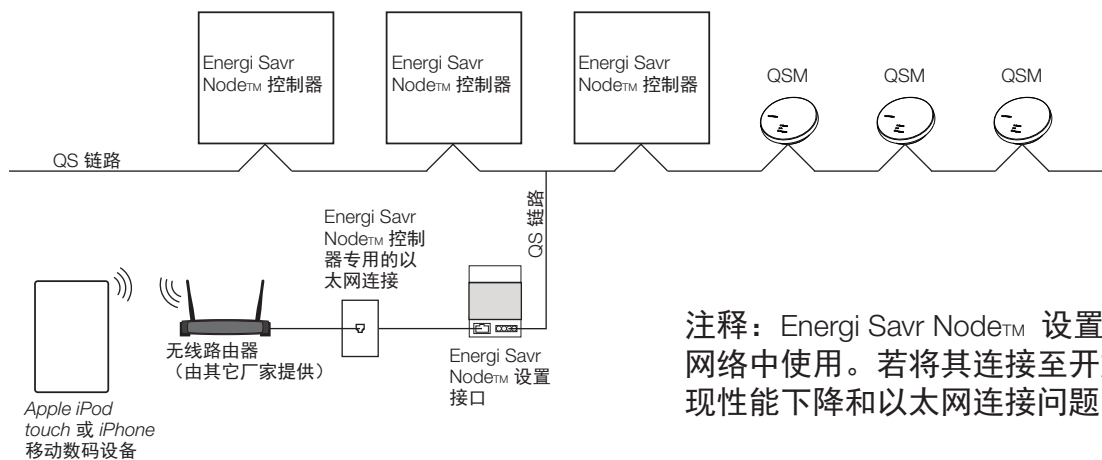 Energi Savr
Node™ 控制器
Energi Savr
Node™ 控制器
Energi Savr
Node™ 控制器
QSM
QSM
QSM
QS 链路
QS 链路
Energi Savr
Node™ 控制
器专用的以
太网连接
无线路由器
（由其它厂家提供）
Energi Savr
Node™ 设置
接口
Apple iPod
touch 或 iPhone
移动数码设备
注释：Energi Savr Node™ 设置
网络中使用。若将其连接至开
现性能下降和以太网连接问题